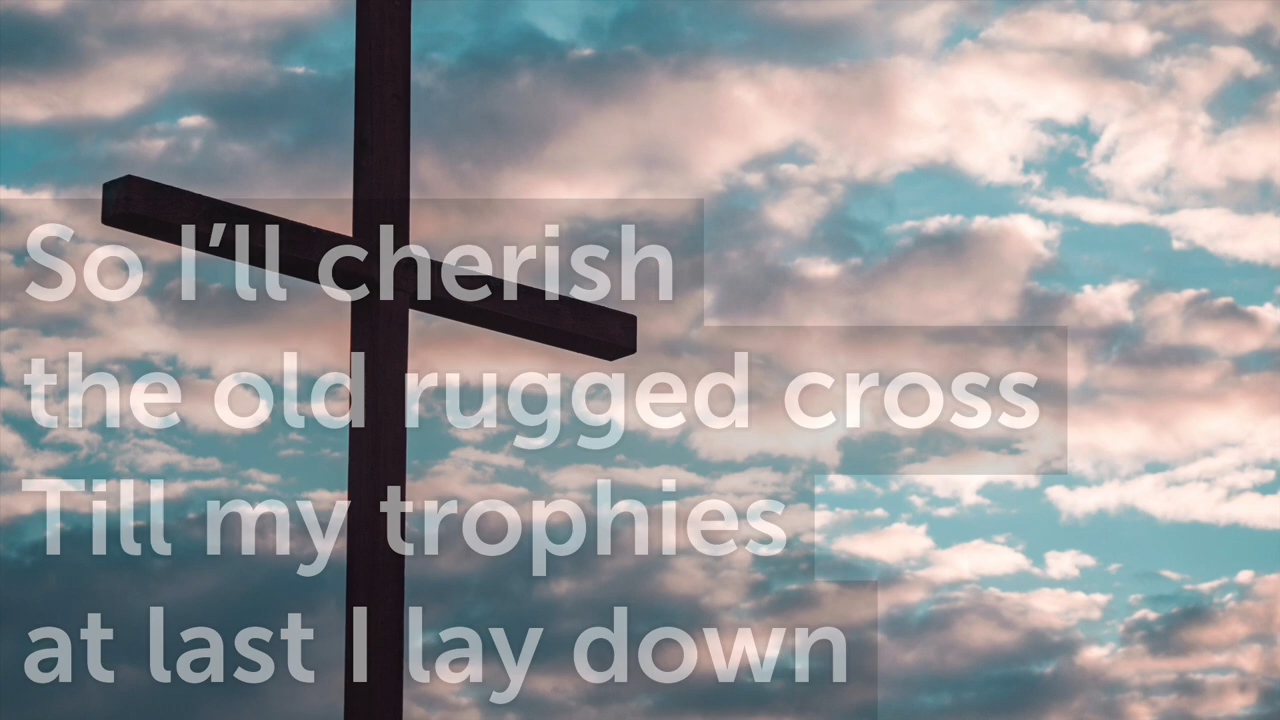 So I’ll cherish
the old rugged cross
Till my trophies
at last I lay down